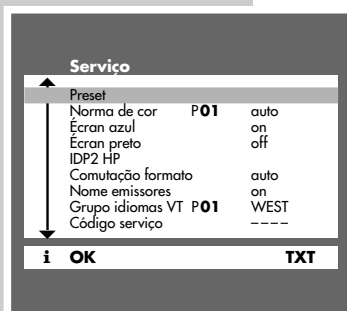 Serviço
Preset
Norma de cor P01 auto
Écran azul on
Écran preto off
IDP2 HP
Comutação formato auto
Nome emissores on
Grupo idiomas VT P01 WEST
Código serviço ----
i OK TXT